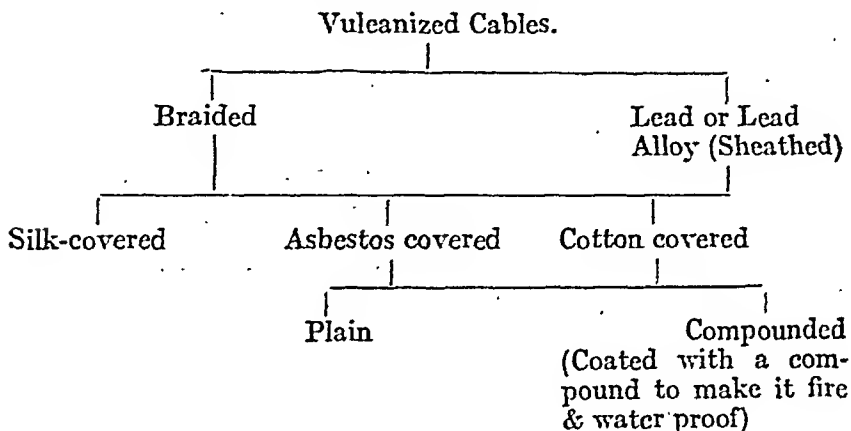 Vulcanized Cables.
Braided
Lead or Lead
Alloy (Sheathed)
Silk-covered
Asbestos covered
Cotton covered
Plain
Compounded
(Coated with a com-
pound to make it fire
& water proof)